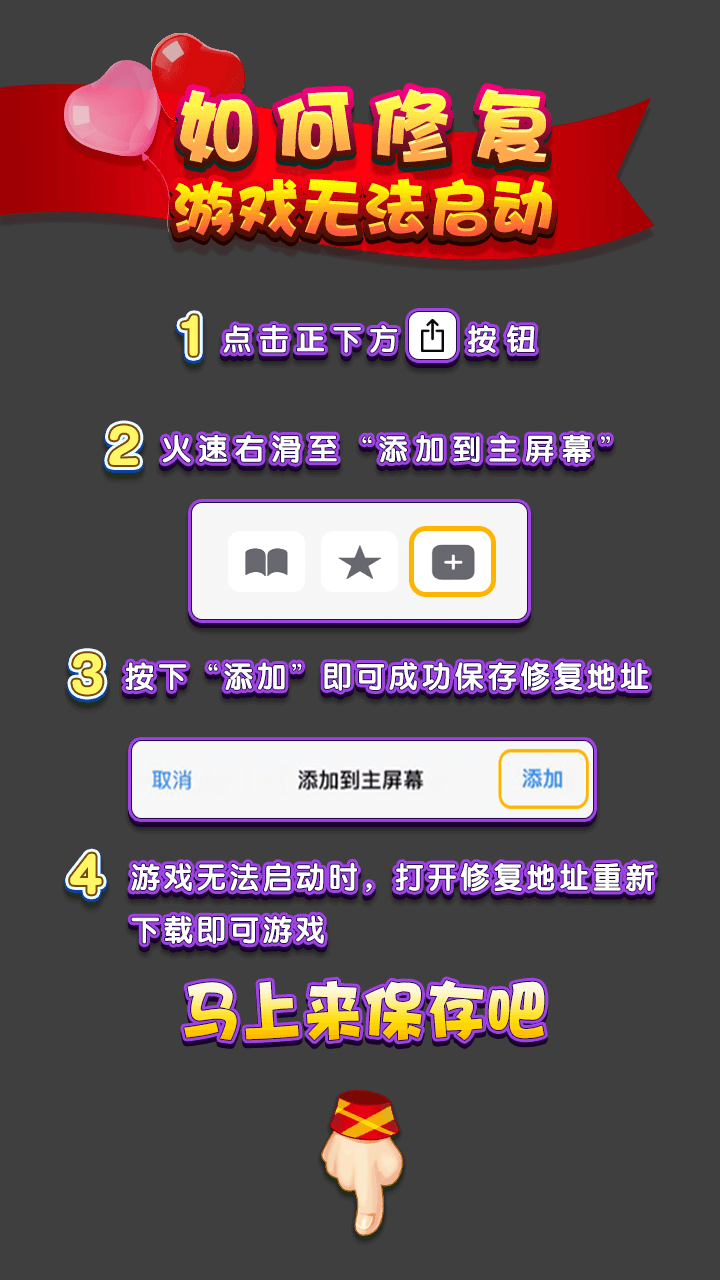 如何修复
游戏无法启动
1 点击正下方 按钮
2 火速右滑至“添加到主屏幕”
3 按下“添加”即可成功保存修复地址
取消 添加到主屏幕 添加
4 游戏无法启动时，打开修复地址重新
下载即可游戏
马上来保存吧